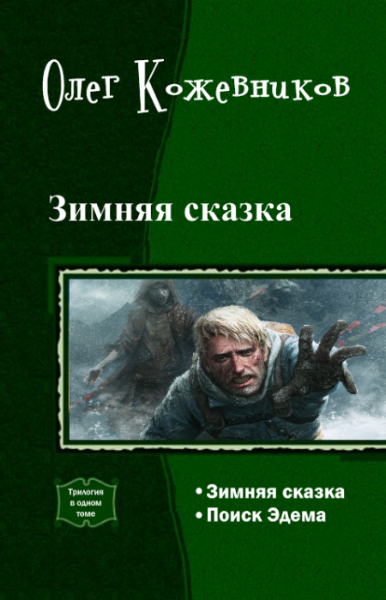 Олег Кожевников
Зимняя сказка
Трилогия
в одном
томе
• Зимняя сказка
• Поиск Эдема